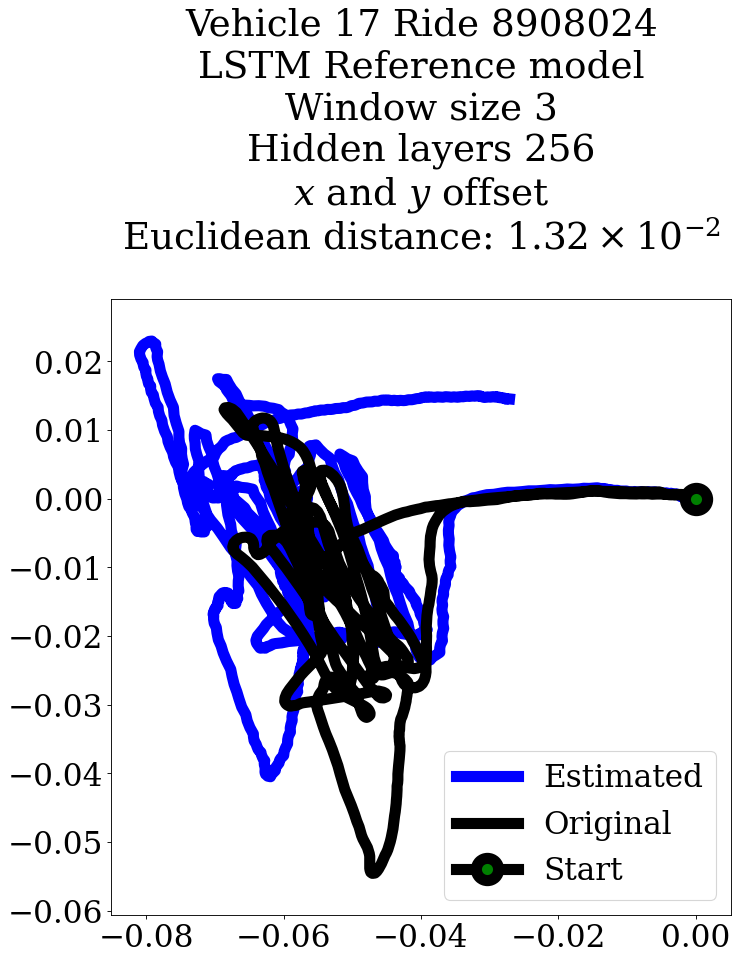 Vehicle 17 Ride 8908024
LSTM Reference model
Window size 3
Hidden layers 256
x and y offset
Euclidean distance: 1.32 × 10⁻²
0.02
0.01
0.00
−0.01
−0.02
−0.03
−0.04
−0.05
−0.06
Estimated
Original
Start
−0.08 −0.06 −0.04 −0.02 0.00